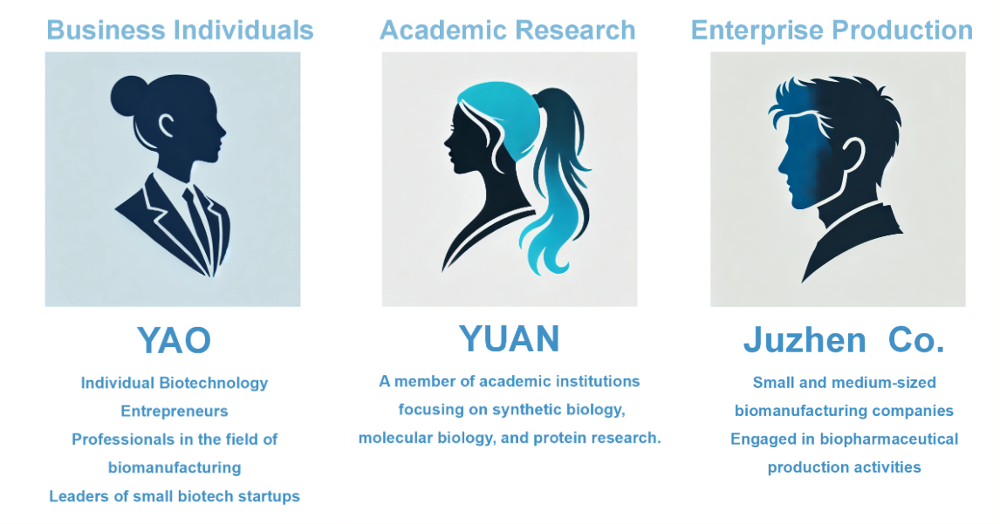 Business Individuals
Academic Research
Enterprise Production
YAO
Individual Biotechnology
Entrepreneurs
Professionals in the field of
biomanufacturing
Leaders of small biotech startups
YUAN
A member of academic institutions
focusing on synthetic biology,
molecular biology, and protein research.
Juzhen Co.
Small and medium-sized
biomanufacturing companies
Engaged in biopharmaceutical
production activities